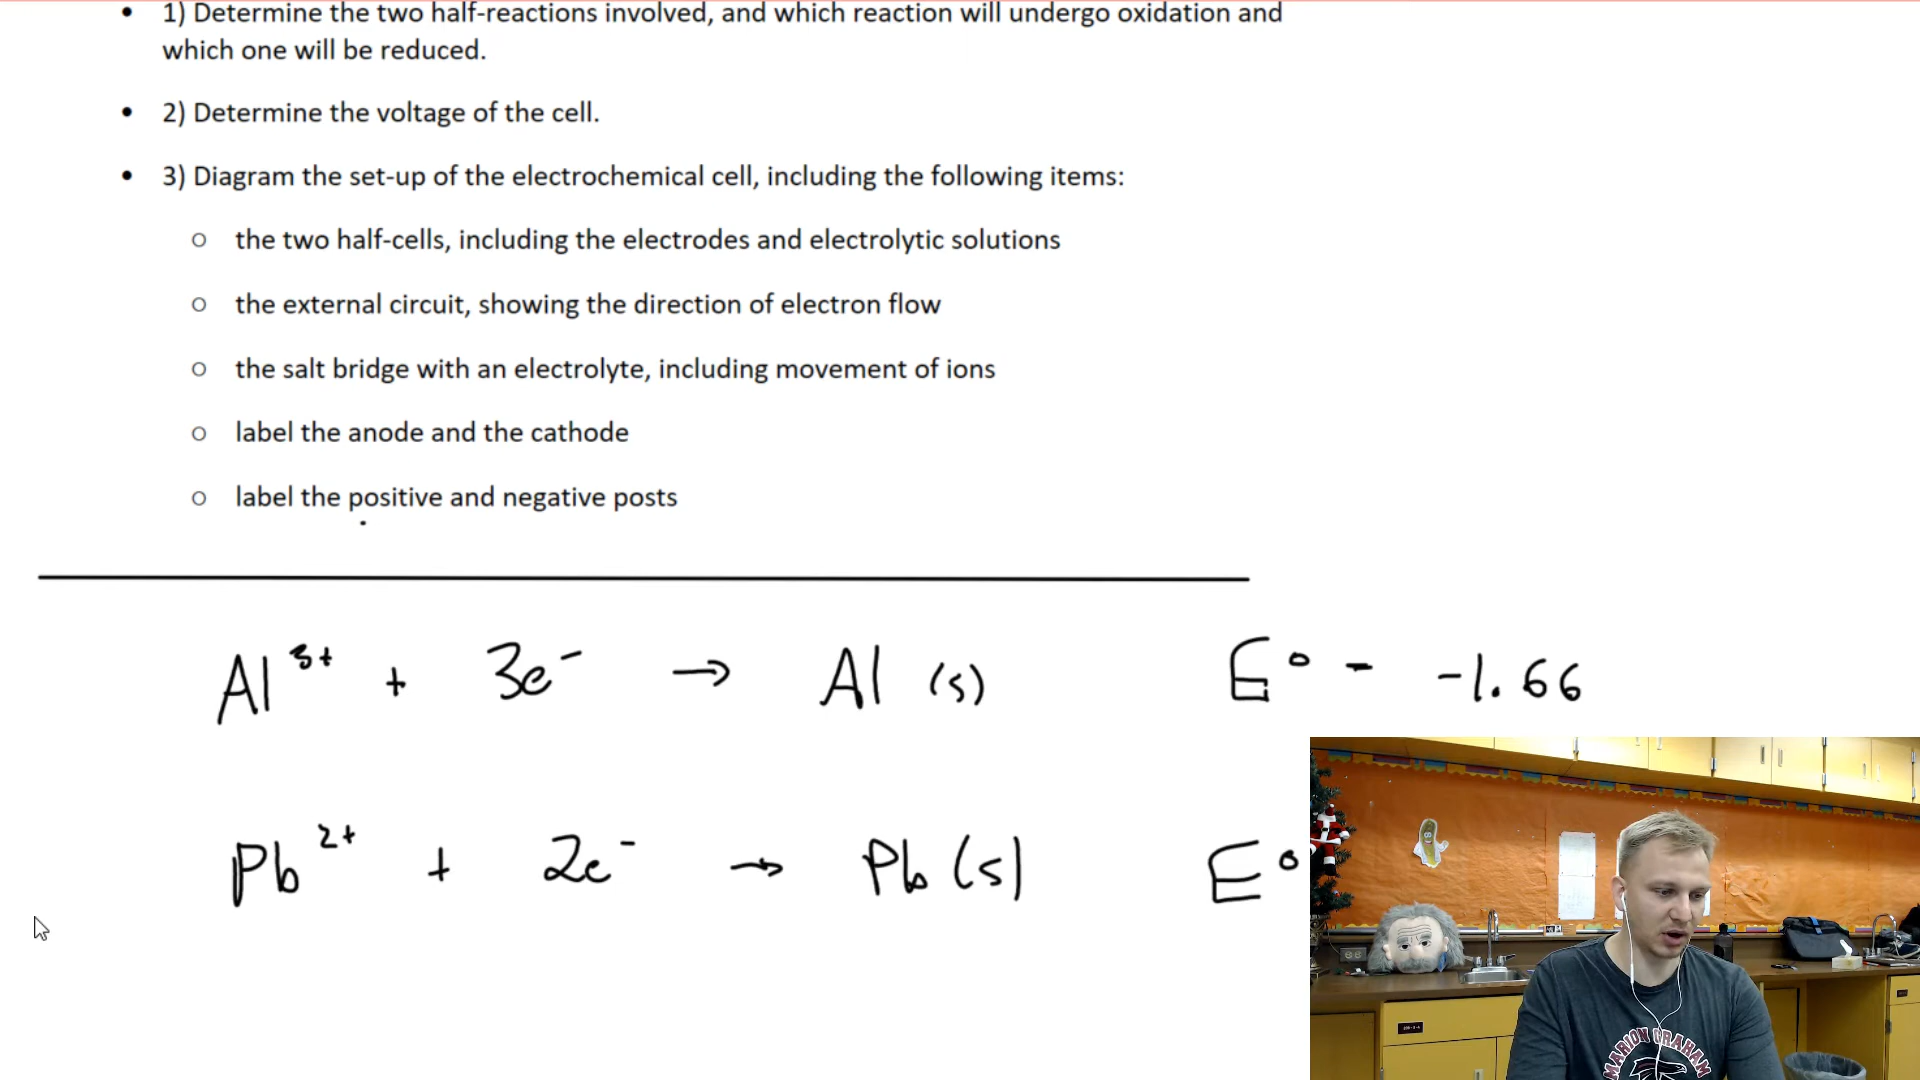 • 1) Determine the two half-reactions involved, and which reaction will undergo oxidation and
which one will be reduced.
• 2) Determine the voltage of the cell.
• 3) Diagram the set-up of the electrochemical cell, including the following items:
○ the two half-cells, including the electrodes and electrolytic solutions
○ the external circuit, showing the direction of electron flow
○ the salt bridge with an electrolyte, including movement of ions
○ label the anode and the cathode
○ label the positive and negative posts
Al³⁺ + 3e⁻ → Al (s) E° - -1.66
Pb²⁺ + 2e⁻ → Pb (s) E°
MARION GRAHAM